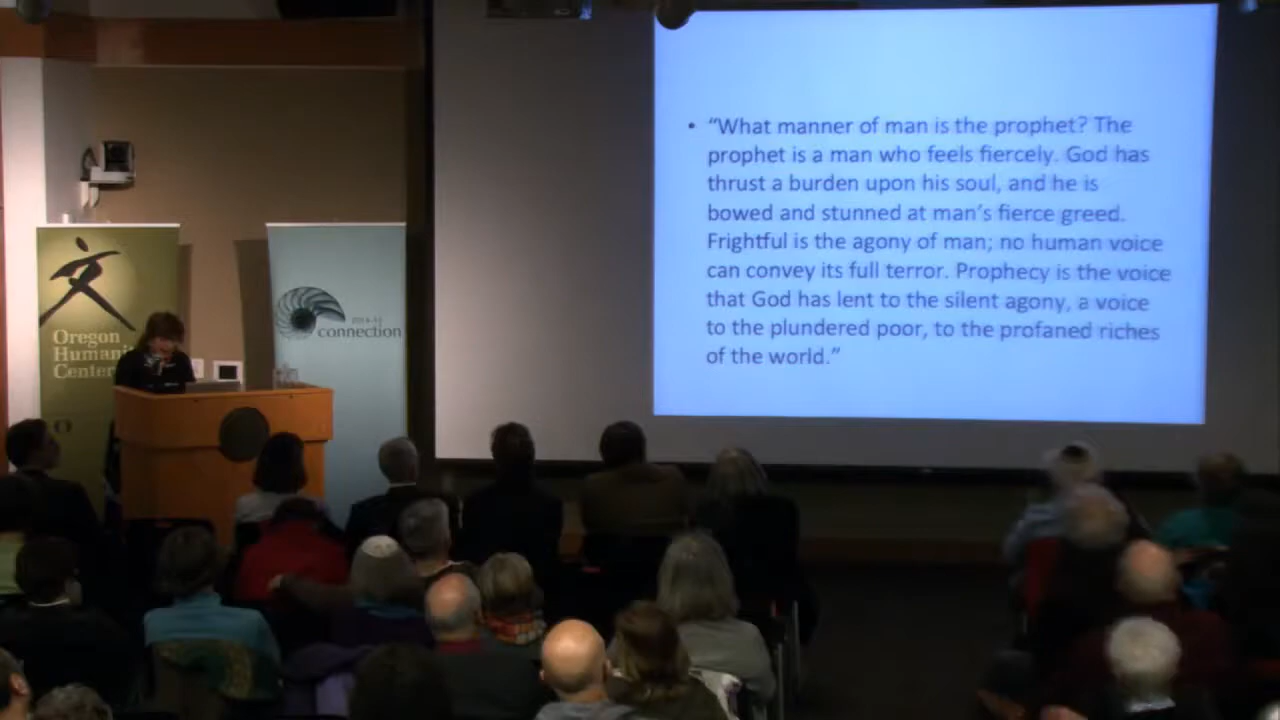 • “What manner of man is the prophet? The
prophet is a man who feels fiercely. God has
thrust a burden upon his soul, and he is
bowed and stunned at man’s fierce greed.
Frightful is the agony of man; no human voice
can convey its full terror. Prophecy is the voice
that God has lent to the silent agony, a voice
to the plundered poor, to the profaned riches
of the world.”
Oregon
Humani
Center
connection